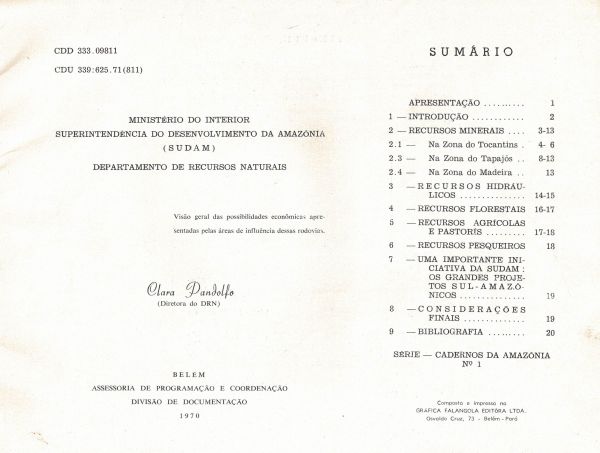 CDD 333.09811
CDU 339:625.71(811)
MINISTÉRIO DO INTERIOR
SUPERINTENDÊNCIA DO DESENVOLVIMENTO DA AMAZÔNIA
(SUDAM)
DEPARTAMENTO DE RECURSOS NATURAIS
Visão geral das possibilidades econômicas apre-
sentadas pelas áreas de influência dessas rodovias.
Clara Pandolfo
(Diretora do DRN)
BELÉM
ASSESSORIA DE PROGRAMAÇÃO E COORDENAÇÃO
DIVISÃO DE DOCUMENTAÇÃO
1970
SUMÁRIO
APRESENTAÇÃO ......... 1
1 — INTRODUÇÃO ............ 2
2 — RECURSOS MINERAIS .... 3-13
2.1 — Na Zona do Tocantins . 4- 6
2.3 — Na Zona do Tapajós .. 8-13
2.4 — Na Zona do Madeira .. 13
3 — RECURSOS HIDRÁU-
LICOS ............... 14-15
4 — RECURSOS FLORESTAIS 16-17
5 — RECURSOS AGRÍCOLAS
E PASTORÍS ......... 17-18
6 — RECURSOS PESQUEIROS 18
7 — UMA IMPORTANTE INI-
CIATIVA DA SUDAM:
OS GRANDES PROJE-
TOS SUL-AMAZÔ-
NICOS ............... 19
8 — CONSIDERAÇÕES
FINAIS .............. 19
9 — BIBLIOGRAFIA ......... 20
SÉRIE — CADERNOS DA AMAZÔNIA
Nº 1
Composto e impresso na
GRÁFICA FALANGOLA EDITÔRA LTDA.
Osvaldo Cruz, 73 - Belém - Pará